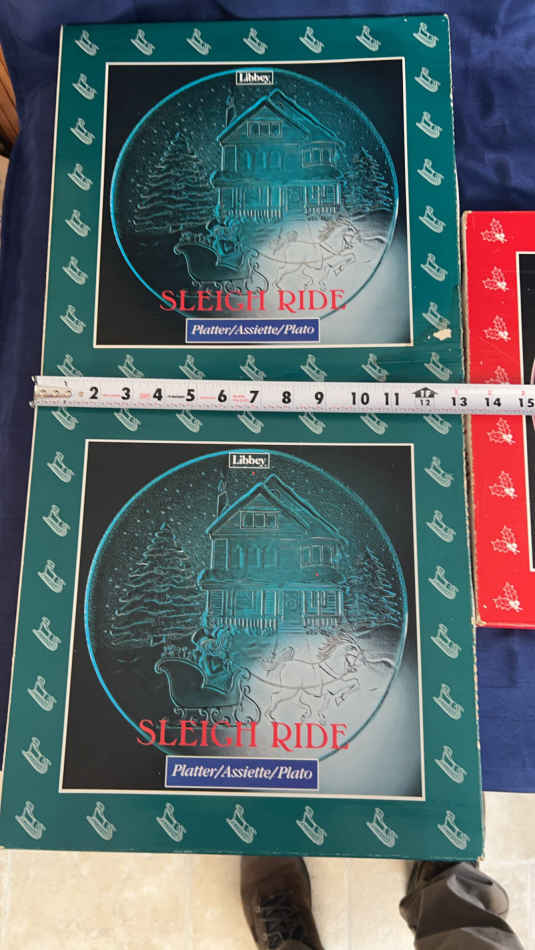 Libbey
SLEIGH RIDE
Platter/Assiette/Plato
2 3 4 5 6 7 8 9 10 11 1F 12 13 14 15
Libbey
SLEIGH RIDE
Platter/Assiette/Plato